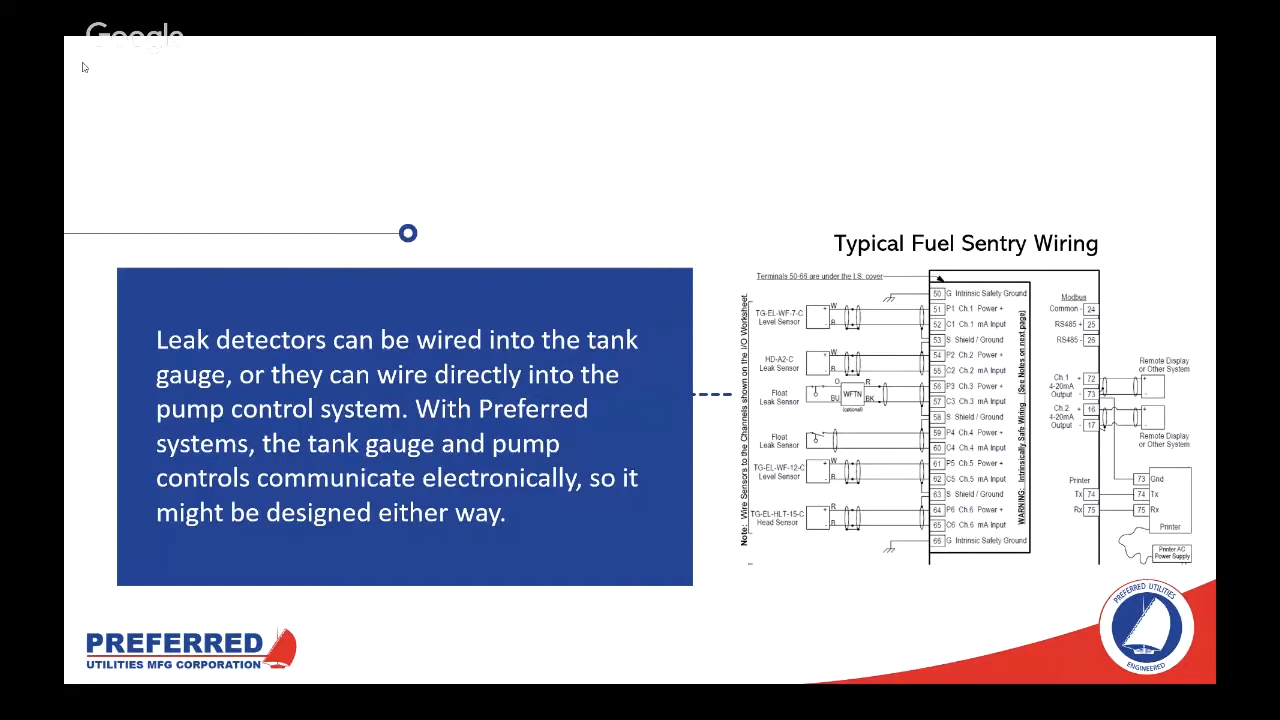 Google
Typical Fuel Sentry Wiring
Leak detectors can be wired into the tank
gauge, or they can wire directly into the
pump control system. With Preferred
systems, the tank gauge and pump
controls communicate electronically, so it
might be designed either way.
Terminals 50-66 are under the I.S. cover
Note: Wire Sensors to the Channels shown on the I/O Worksheet.
TG-EL-WF-7-C
Level Sensor
+ W
- B
HD-A2-C
Leak Sensor
+ W
- B
Float
Leak Sensor
O
BU
WFTN
(optional)
R
BK
Float
Leak Sensor
TG-EL-WF-12-C
Level Sensor
+ W
- B
TG-EL-HLT-15-C
Head Sensor
+ R
- B
50 G Intrinsic Safety Ground
51 P1 Ch.1 Power +
52 C1 Ch.1 mA Input
53 S Shield / Ground
54 P2 Ch.2 Power +
55 C2 Ch.2 mA Input
56 P3 Ch.3 Power +
57 C3 Ch.3 mA Input
58 S Shield / Ground
59 P4 Ch.4 Power +
60 C4 Ch.4 mA Input
61 P5 Ch.5 Power +
62 C5 Ch.5 mA Input
63 S Shield / Ground
64 P6 Ch.6 Power +
65 C6 Ch.6 mA Input
66 G Intrinsic Safety Ground
WARNING: Intrinsically Safe Wiring (See Notes on next page)
Modbus
Common - 24
RS485 + 25
RS485 - 26
Ch.1 + 72
4-20mA
Output - 73
Ch.2 + 16
4-20mA
Output - 17
Remote Display
or Other System
Remote Display
or Other System
Printer
Tx 74
Rx 75
73 Gnd
74 Tx
75 Rx
Printer
Printer AC
Power Supply
PREFERRED
UTILITIES MFG CORPORATION
PREFERRED UTILITIES
ENGINEERED